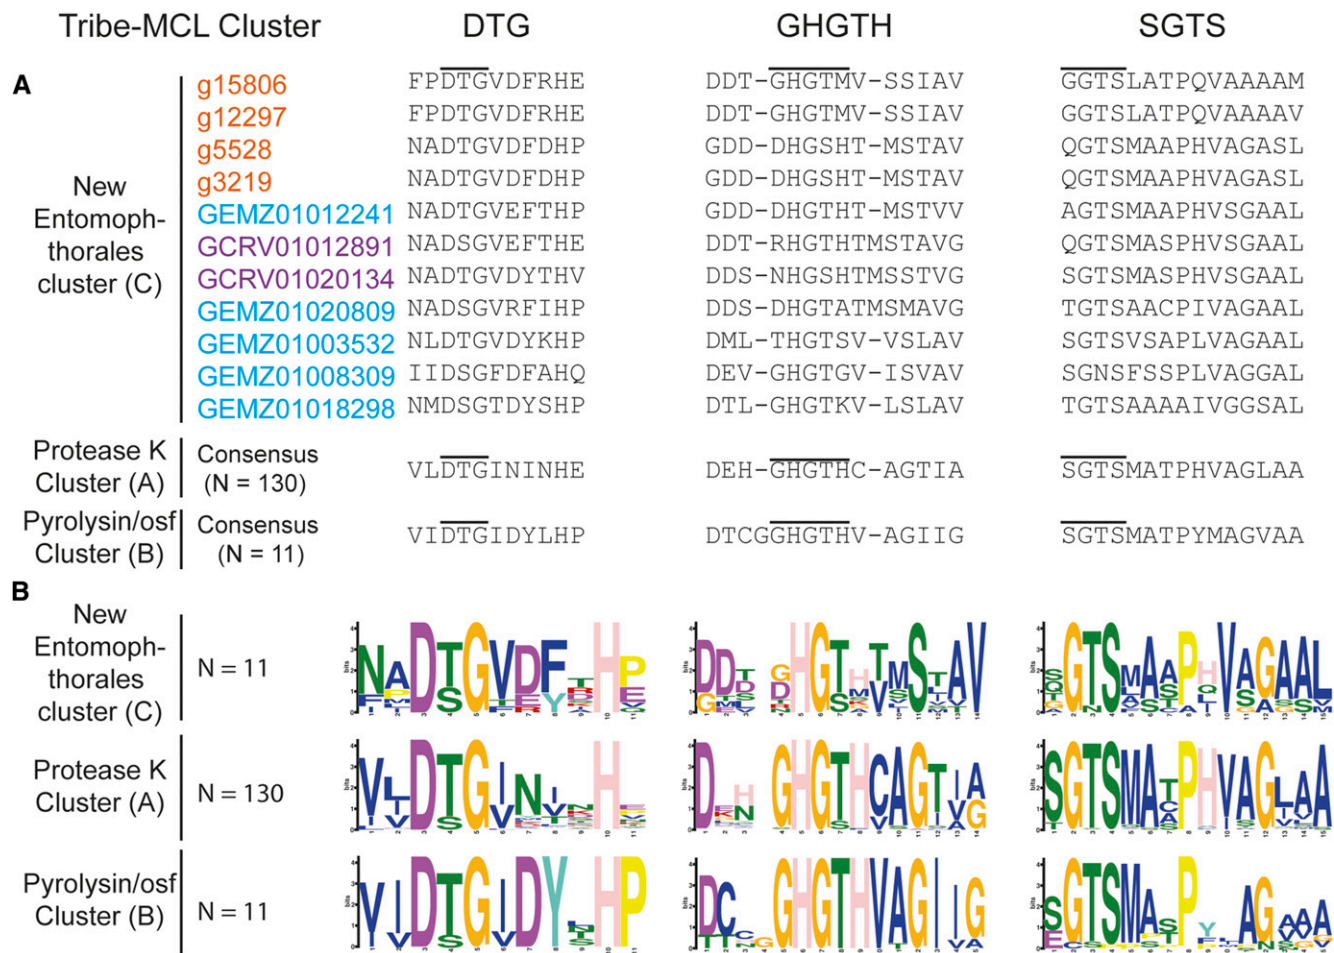 Tribe-MCL Cluster DTG GHGTH SGTS
A
New Entomoph-thorales cluster (C)
g15806 FPDTGVDFRHE DDT-GHGTMV-SSIAV GGTSLATPQVAAAAM
g12297 FPDTGVDFRHE DDT-GHGTMV-SSIAV GGTSLATPQVAAAAV
g5528 NADTGVDFDHP GDD-DHGSHT-MSTAV QGTSMAAPHVAGASL
g3219 NADTGVDFDHP GDD-DHGSHT-MSTAV QGTSMAAPHVAGASL
GEMZ01012241 NADTGVEFTHP GDD-DHGTHT-MSTVV AGTSMAAPHVSGAAL
GCRV01012891 NADSGVEFTHE DDT-RHGTHTMSTAVG QGTSMASPHVSGAAL
GCRV01020134 NADTGVDYTHV DDS-NHGSHTMSSTVG SGTSMASPHVSGAAL
GEMZ01020809 NADSGVRFIHP DDS-DHGTATMSMAVG TGTSAACPIVAGAAL
GEMZ01003532 NLDTGVDYKHP DML-THGTSV-VSLAV SGTSVSAPLVAGAAL
GEMZ01008309 IIDSGFDFAHQ DEV-GHGTGV-ISVAV SGNSFSSPLVAGGAL
GEMZ01018298 NMDSGTDYSHP DTL-GHGTKV-LSLAV TGTSAAAAIVGGSAL
Protease K Cluster (A) Consensus (N = 130) VLDTGININHE DEH-GHGTHC-AGTIA SGTSMATPHVAGLAA
Pyrolysin/osf Cluster (B) Consensus (N = 11) VIDTGIDYLHP DTCGGHGTHV-AGIIG SGTSMATPYMAGVAA
B
New Entomoph-thorales cluster (C) N = 11
Protease K Cluster (A) N = 130
Pyrolysin/osf Cluster (B) N = 11